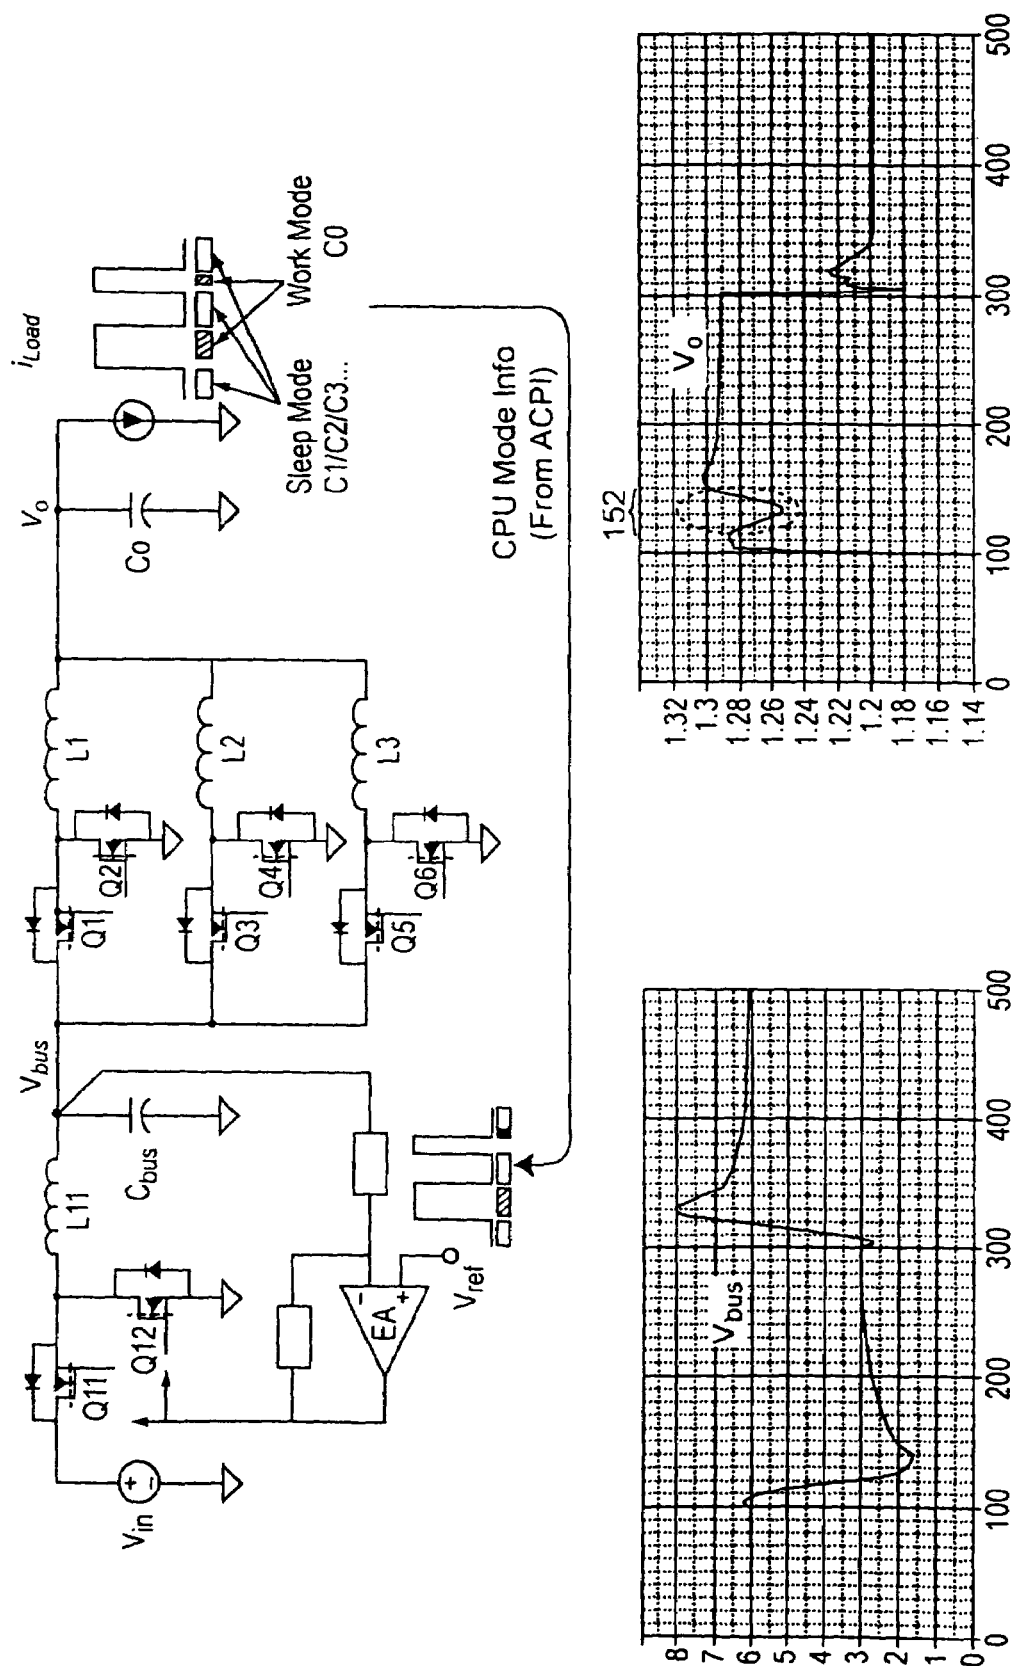 V_in
Q11
Q12
L11
C_bus
V_bus
EA
−
+
V_ref
Q1
Q2
L1
Q3
Q4
L2
Q5
Q6
L3
V_o
Co
i_Load
Sleep Mode
C1/C2/C3...
Work Mode
C0
CPU Mode Info
(From ACPI)
V_bus
8
7
6
5
4
3
2
1
0
0 100 200 300 400 500
152
V_o
1.32
1.3
1.28
1.26
1.24
1.22
1.2
1.18
1.16
1.14
0 100 200 300 400 500